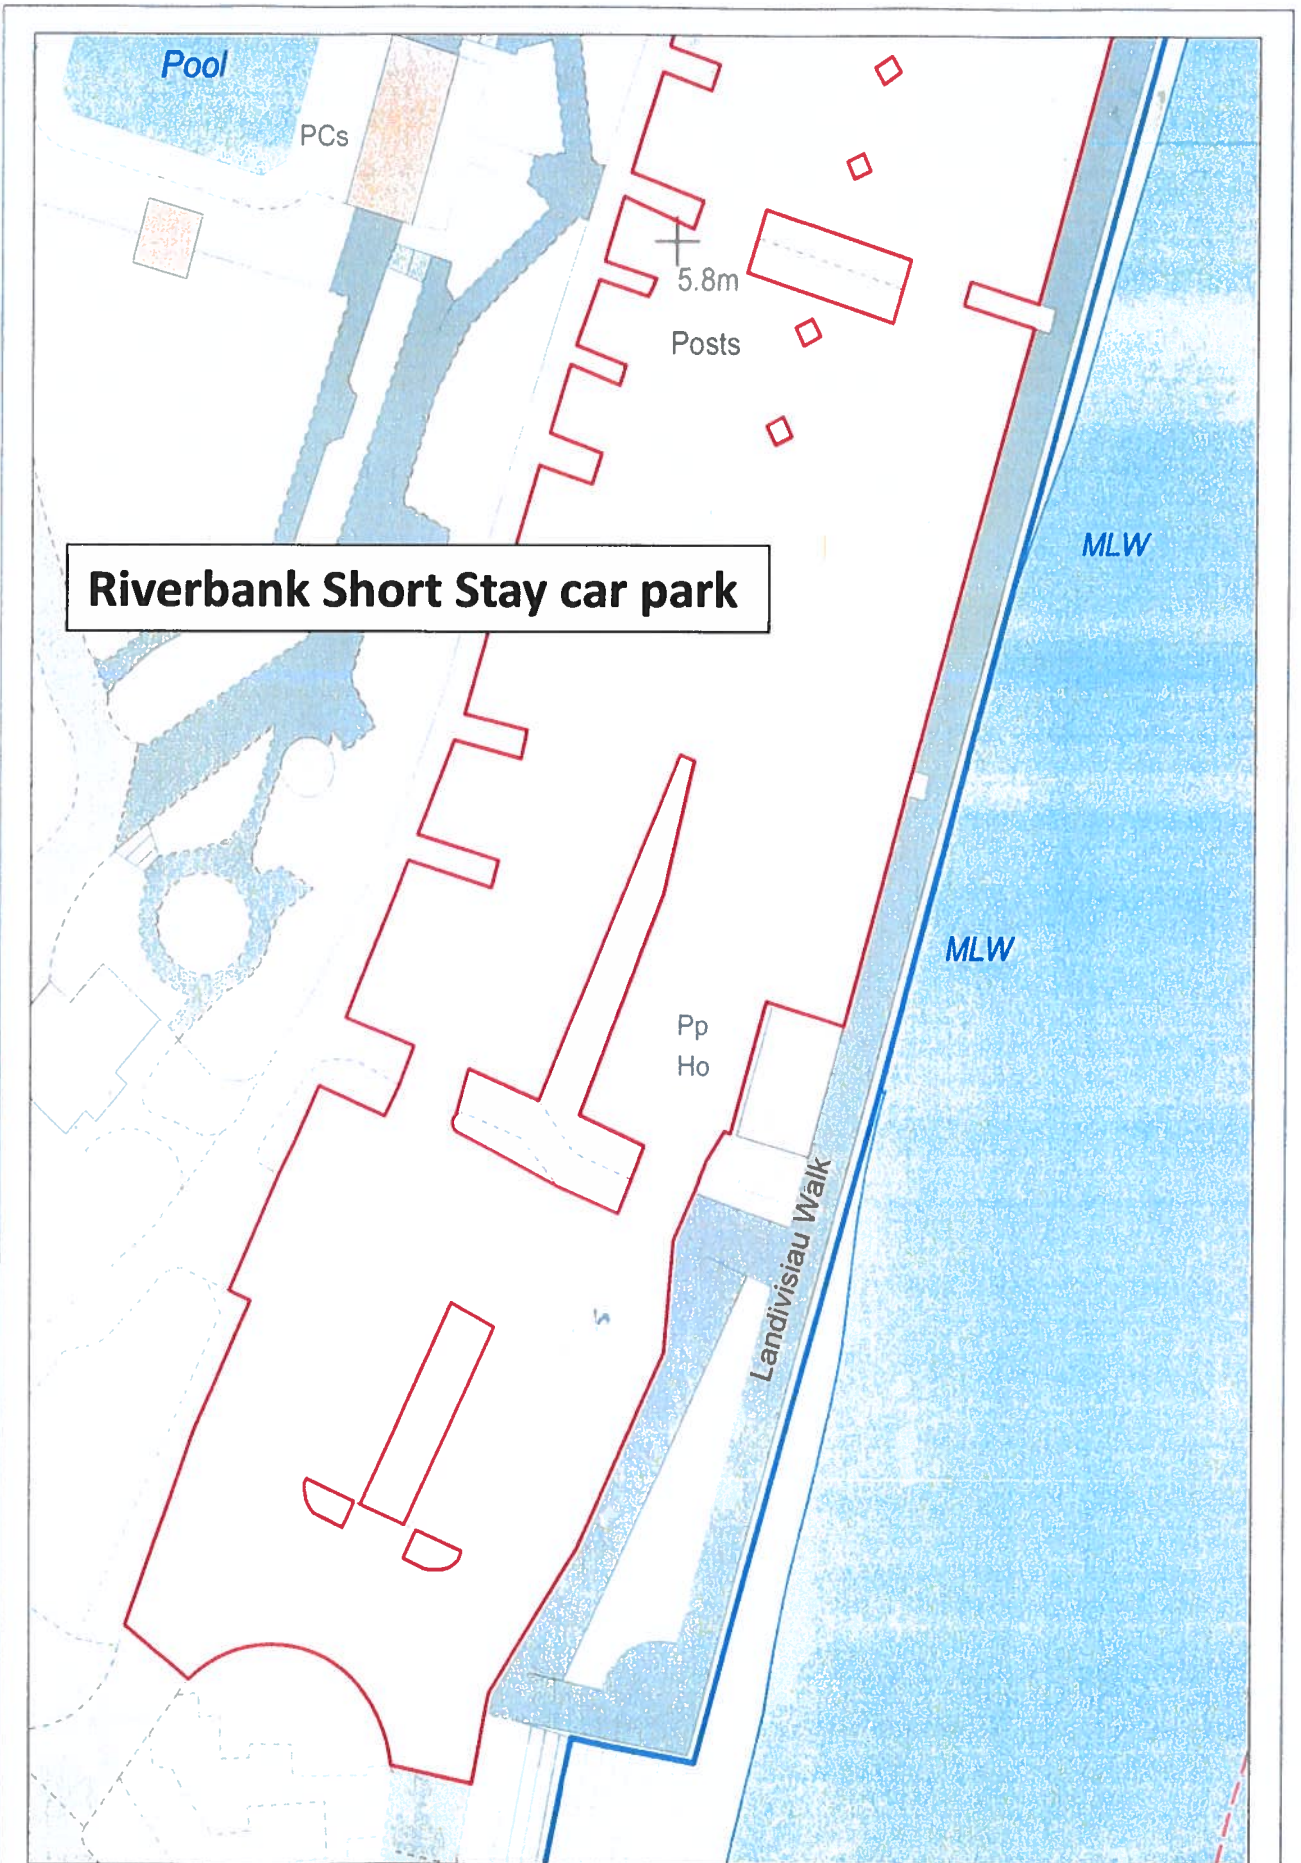 Pool
PCs
5.8m
Posts
MLW
Riverbank Short Stay car park
MLW
Pp
Ho
Landivisiau Walk